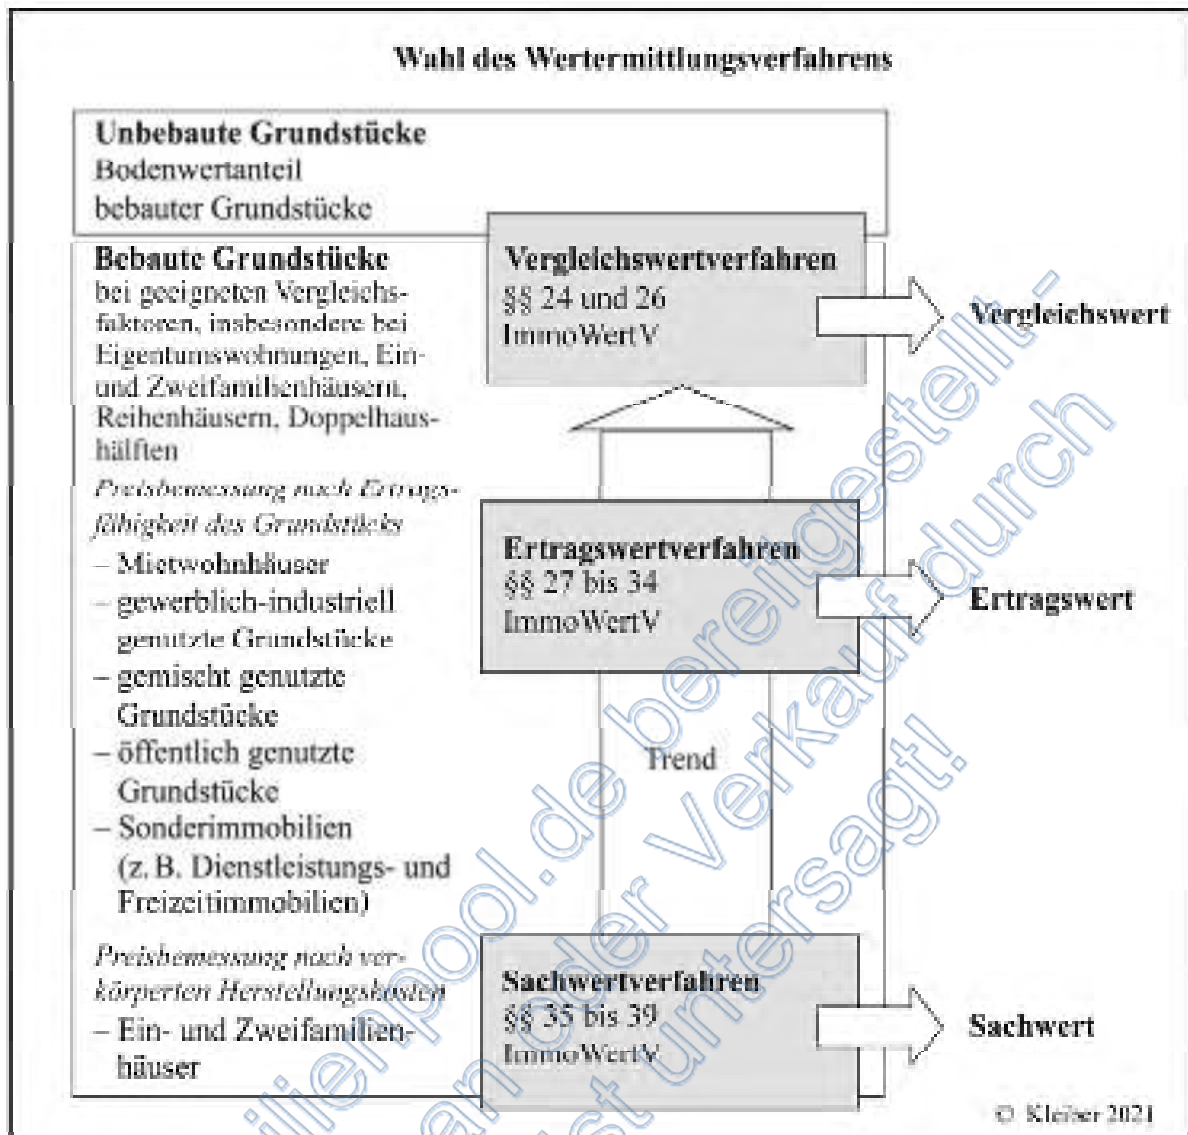 Wahl des Wertermittlungsverfahrens
Unbebaute Grundstücke
Bodenwertanteil
bebauter Grundstücke
Bebaute Grundstücke
bei geeigneten Vergleichs-
faktoren, insbesondere bei
Eigentumswohnungen, Ein-
und Zweifamilienhäusern,
Reihenhäusern, Doppelhaus-
hälften
Preisbemessung nach Ertrags-
fähigkeit des Grundstücks
– Mietwohnhäuser
– gewerblich-industriell
genutzte Grundstücke
– gemischt genutzte
Grundstücke
– öffentlich genutzte
Grundstücke
– Sonderimmobilien
(z. B. Dienstleistungs- und
Freizeitimmobilien)
Preisbemessung nach ver-
körperten Herstellungskosten
– Ein- und Zweifamilien-
häuser
Vergleichswertverfahren
§§ 24 und 26
ImmoWertV
Vergleichswert
Ertragswertverfahren
§§ 27 bis 34
ImmoWertV
Ertragswert
Trend
Sachwertverfahren
§§ 35 bis 39
ImmoWertV
Sachwert
© Kleiber 2021
ilienpool.de bereitgestellt -
an oder Verkauf durch
ist untersagt!